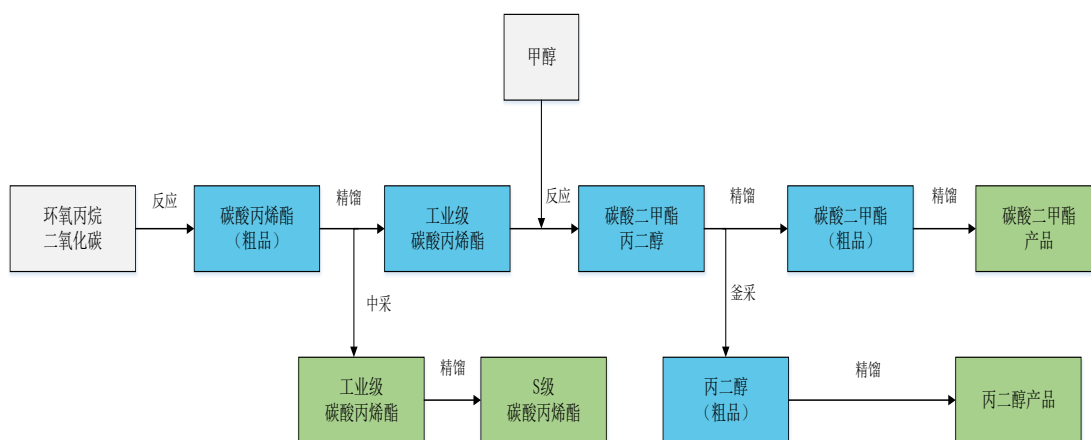 甲醇
环氧丙烷
二氧化碳
反应
碳酸丙烯酯
（粗品）
精馏
工业级
碳酸丙烯酯
反应
碳酸二甲酯
丙二醇
精馏
碳酸二甲酯
（粗品）
精馏
碳酸二甲酯
产品
中采
釜采
工业级
碳酸丙烯酯
精馏
S级
碳酸丙烯酯
丙二醇
（粗品）
精馏
丙二醇产品